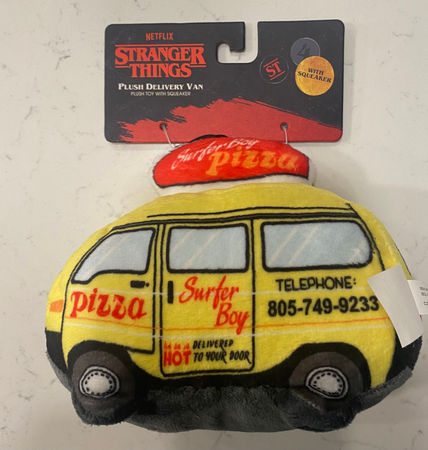 NETFLIX
STRANGER
THINGS
PLUSH DELIVERY VAN
PLUSH TOY WITH SQUEAKER
4
ST
WITH
SQUEAKER
Surfer Boy
pizza
pizza
Surfer
Boy
HOT DELIVERED
TO YOUR DOOR
TELEPHONE:
805-749-9233